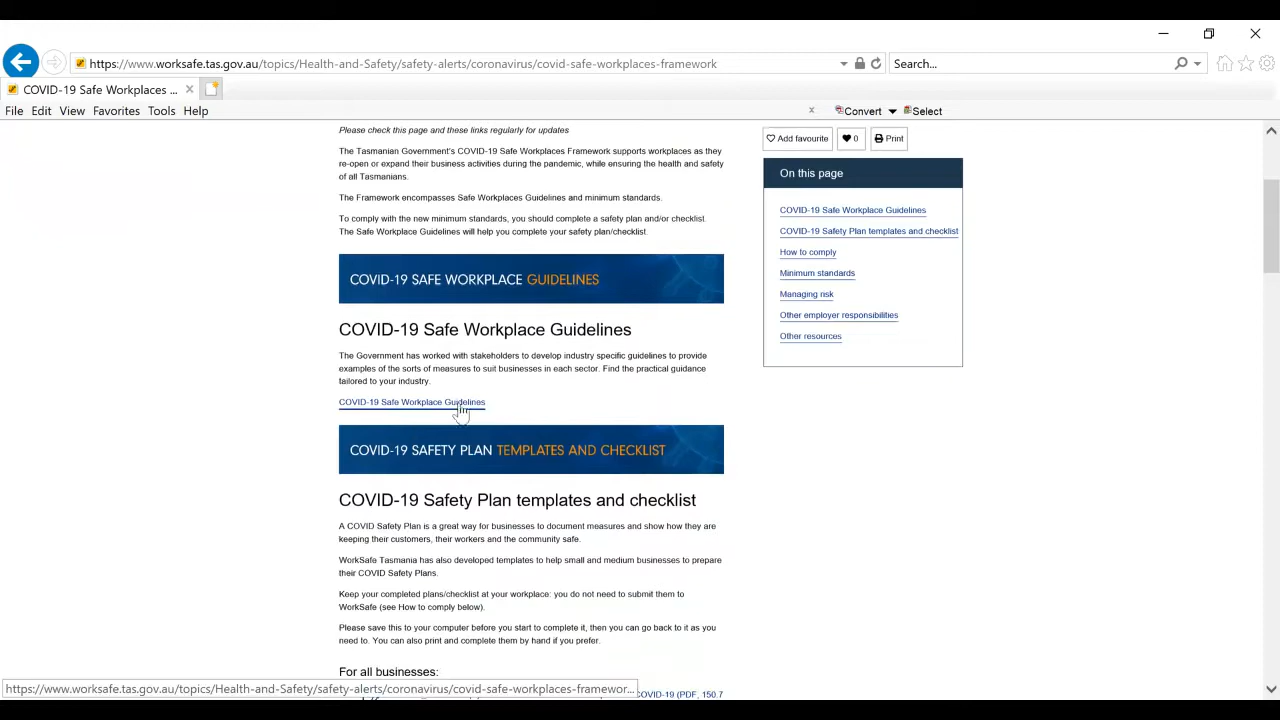 https://www.worksafe.tas.gov.au/topics/Health-and-Safety/safety-alerts/coronavirus/covid-safe-workplaces-framework
Search...
COVID-19 Safe Workplaces ...
File Edit View Favorites Tools Help
Convert Select
Please check this page and these links regularly for updates
The Tasmanian Government's COVID-19 Safe Workplaces Framework supports workplaces as they
re-open or expand their business activities during the pandemic, while ensuring the health and safety
of all Tasmanians.
The Framework encompasses Safe Workplaces Guidelines and minimum standards.
To comply with the new minimum standards, you should complete a safety plan and/or checklist.
The Safe Workplace Guidelines will help you complete your safety plan/checklist.
COVID-19 SAFE WORKPLACE GUIDELINES
COVID-19 Safe Workplace Guidelines
The Government has worked with stakeholders to develop industry specific guidelines to provide
examples of the sorts of measures to suit businesses in each sector. Find the practical guidance
tailored to your industry.
COVID-19 Safe Workplace Guidelines
COVID-19 SAFETY PLAN TEMPLATES AND CHECKLIST
COVID-19 Safety Plan templates and checklist
A COVID Safety Plan is a great way for businesses to document measures and show how they are
keeping their customers, their workers and the community safe.
WorkSafe Tasmania has also developed templates to help small and medium businesses to prepare
their COVID Safety Plans.
Keep your completed plans/checklist at your workplace: you do not need to submit them to
WorkSafe (see How to comply below).
Please save this to your computer before you start to complete it, then you can go back to it as you
need to. You can also print and complete them by hand if you prefer.
For all businesses:
COVID-19 (PDF, 150.7
Add favourite
0
Print
On this page
COVID-19 Safe Workplace Guidelines
COVID-19 Safety Plan templates and checklist
How to comply
Minimum standards
Managing risk
Other employer responsibilities
Other resources
https://www.worksafe.tas.gov.au/topics/Health-and-Safety/safety-alerts/coronavirus/covid-safe-workplaces-framewor...